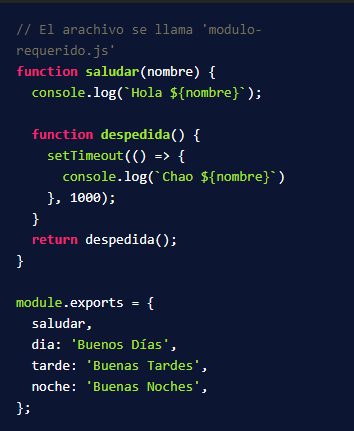 // El arachivo se llama 'modulo-
requerido.js'
function saludar(nombre) {
  console.log(`Hola ${nombre}`);

  function despedida() {
    setTimeout(() => {
      console.log(`Chao ${nombre}`)
    }, 1000);
  }
  return despedida();
}

module.exports = {
  saludar,
  dia: 'Buenos Días',
  tarde: 'Buenas Tardes',
  noche: 'Buenas Noches',
};